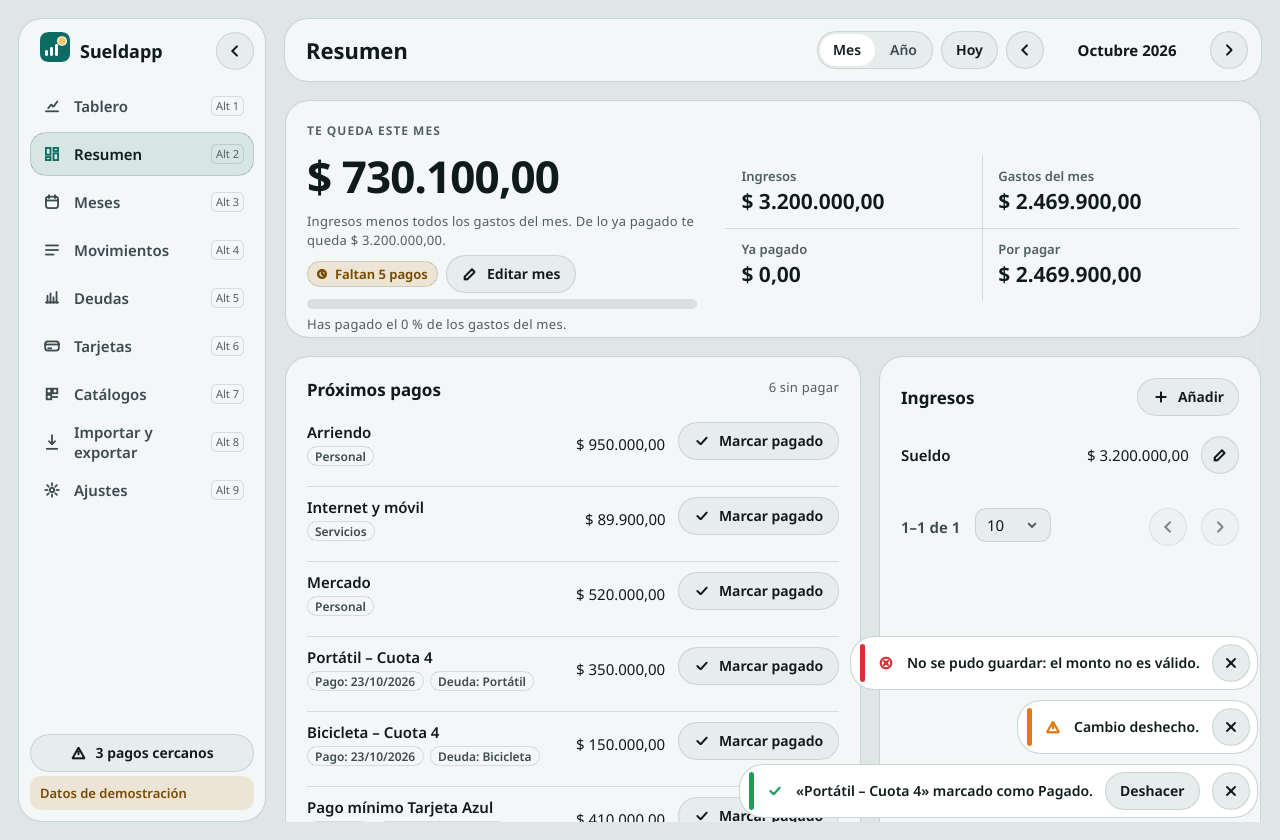 Sueldapp
Tablero Alt 1
Resumen Alt 2
Meses Alt 3
Movimientos Alt 4
Deudas Alt 5
Tarjetas Alt 6
Catálogos Alt 7
Importar y
exportar Alt 8
Ajustes Alt 9
3 pagos cercanos
Datos de demostración
Resumen
Mes Año Hoy Octubre 2026
TE QUEDA ESTE MES
$ 730.100,00
Ingresos menos todos los gastos del mes. De lo ya pagado te
queda $ 3.200.000,00.
Faltan 5 pagos Editar mes
Has pagado el 0 % de los gastos del mes.
Ingresos
$ 3.200.000,00
Gastos del mes
$ 2.469.900,00
Ya pagado
$ 0,00
Por pagar
$ 2.469.900,00
Próximos pagos 6 sin pagar
Arriendo
Personal
$ 950.000,00 Marcar pagado
Internet y móvil
Servicios
$ 89.900,00 Marcar pagado
Mercado
Personal
$ 520.000,00 Marcar pagado
Portátil – Cuota 4
Pago: 23/10/2026 Deuda: Portátil
$ 350.000,00 Marcar pagado
Bicicleta – Cuota 4
Pago: 23/10/2026 Deuda: Bicicleta
$ 150.000,00 Marcar pagado
Pago mínimo Tarjeta Azul
$ 410.000,00 Marcar pagado
Ingresos Añadir
Sueldo $ 3.200.000,00
1–1 de 1 10
No se pudo guardar: el monto no es válido.
Cambio deshecho.
«Portátil – Cuota 4» marcado como Pagado. Deshacer